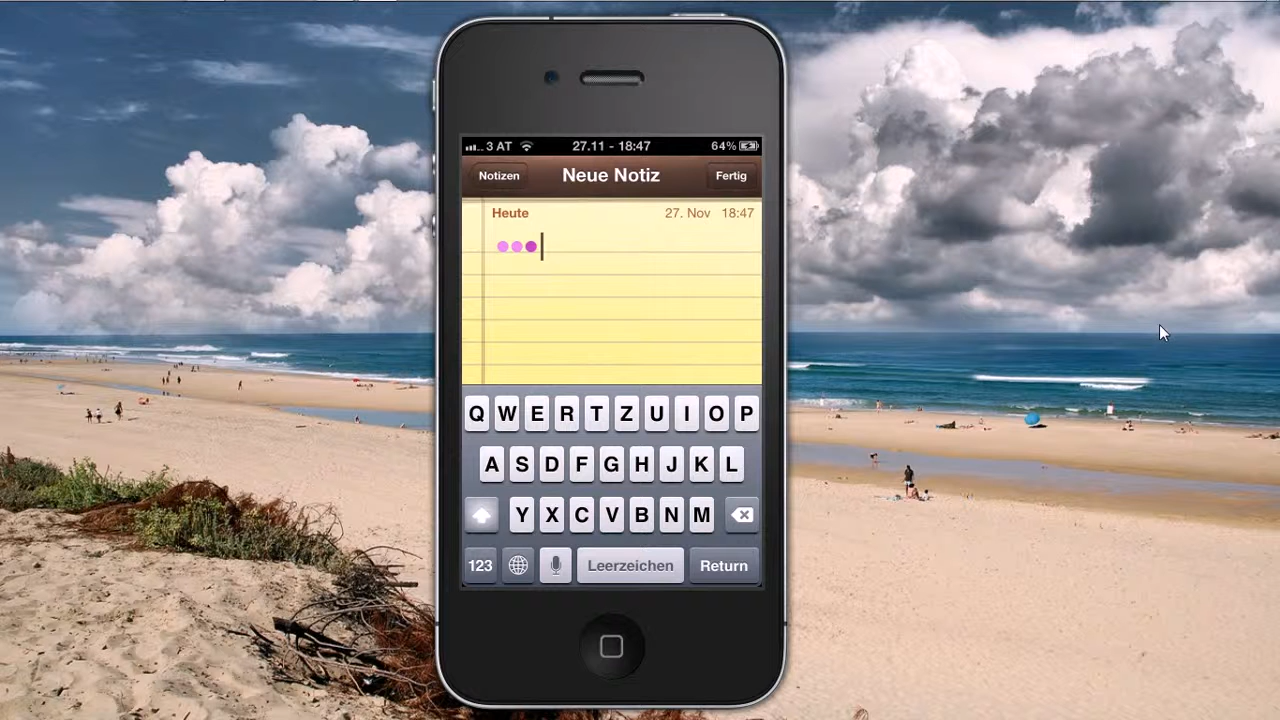 3 AT 27.11 - 18:47 64%
Notizen Neue Notiz Fertig
Heute 27. Nov 18:47
Q W E R T Z U I O P
A S D F G H J K L
Y X C V B N M
123 Leerzeichen Return